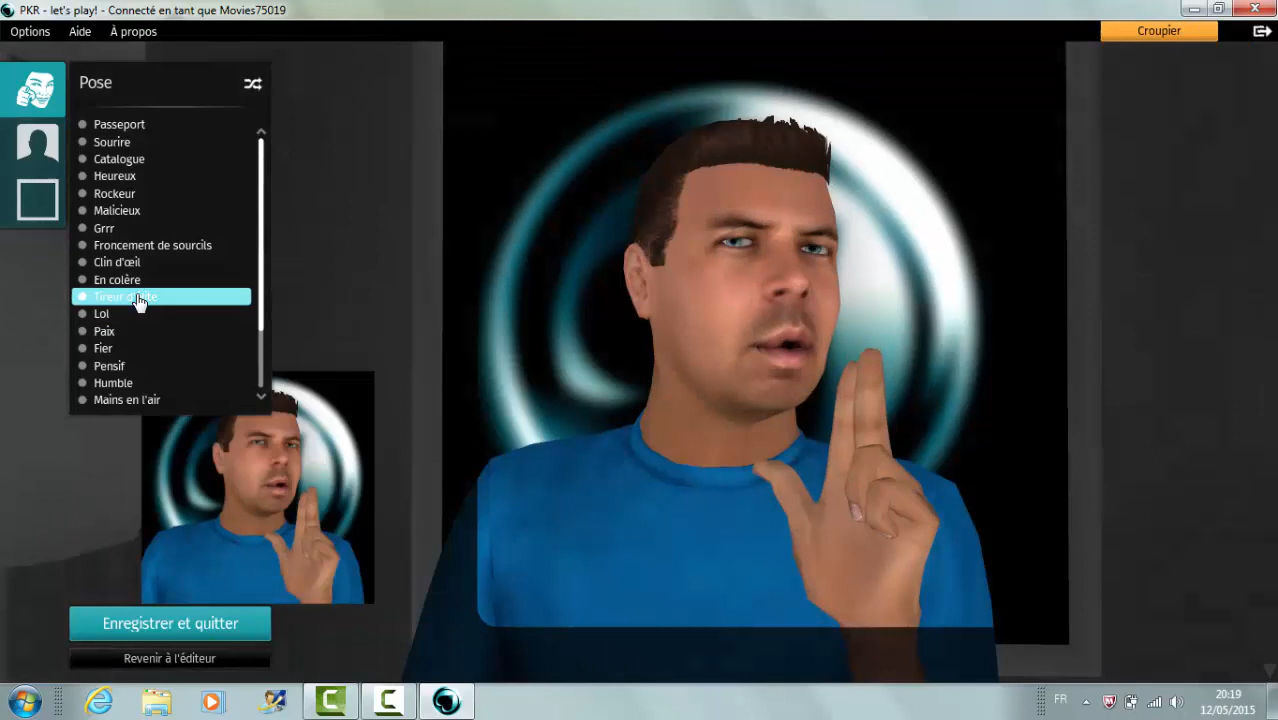 PKR - let's play! - Connecté en tant que Movies75019
Options Aide À propos
Croupier
Pose
Passeport
Sourire
Catalogue
Heureux
Rockeur
Malicieux
Grrr
Froncement de sourcils
Clin d'œil
En colère
Tireur
Lol
Paix
Fier
Pensif
Humble
Mains en l'air
Enregistrer et quitter
Revenir à l'éditeur
FR
20:19
12/05/2015